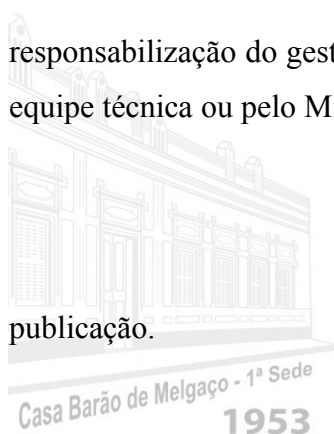 responsabilização do gest
equipe técnica ou pelo M
publicação.
Casa Barão de Melgaço - 1ª Sede
1953